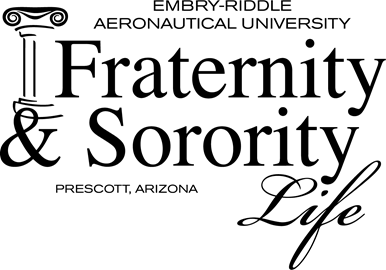 EMBRY-RIDDLE
AERONAUTICAL UNIVERSITY
Fraternity
& Sorority
PRESCOTT, ARIZONA
Life